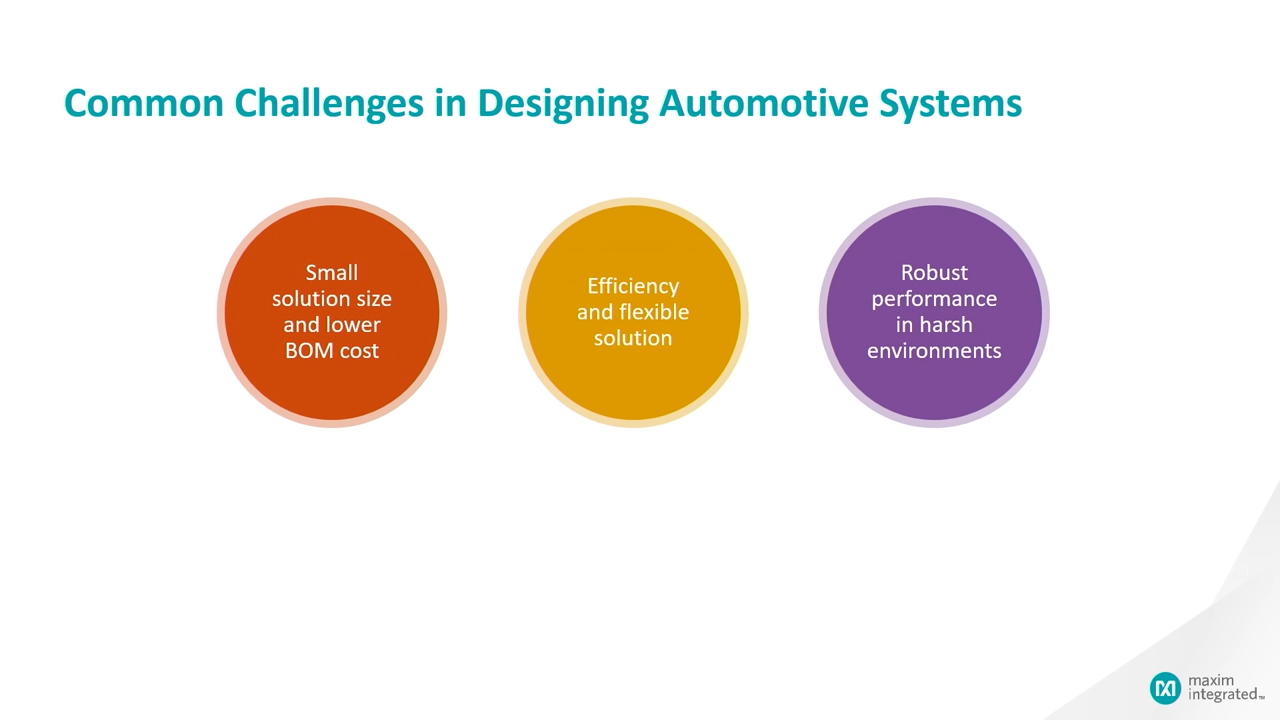 Common Challenges in Designing Automotive Systems
Small
solution size
and lower
BOM cost
Efficiency
and flexible
solution
Robust
performance
in harsh
environments
maxim
integrated™